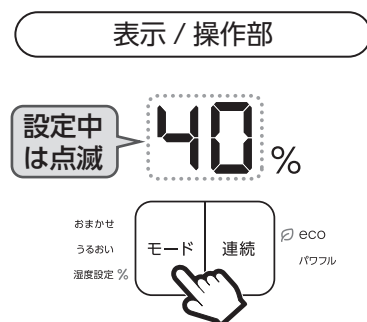 表示 / 操作部
設定中
は点滅
40
%
おまかせ
うるおい
湿度設定 %
モード
連続
eco
パワフル